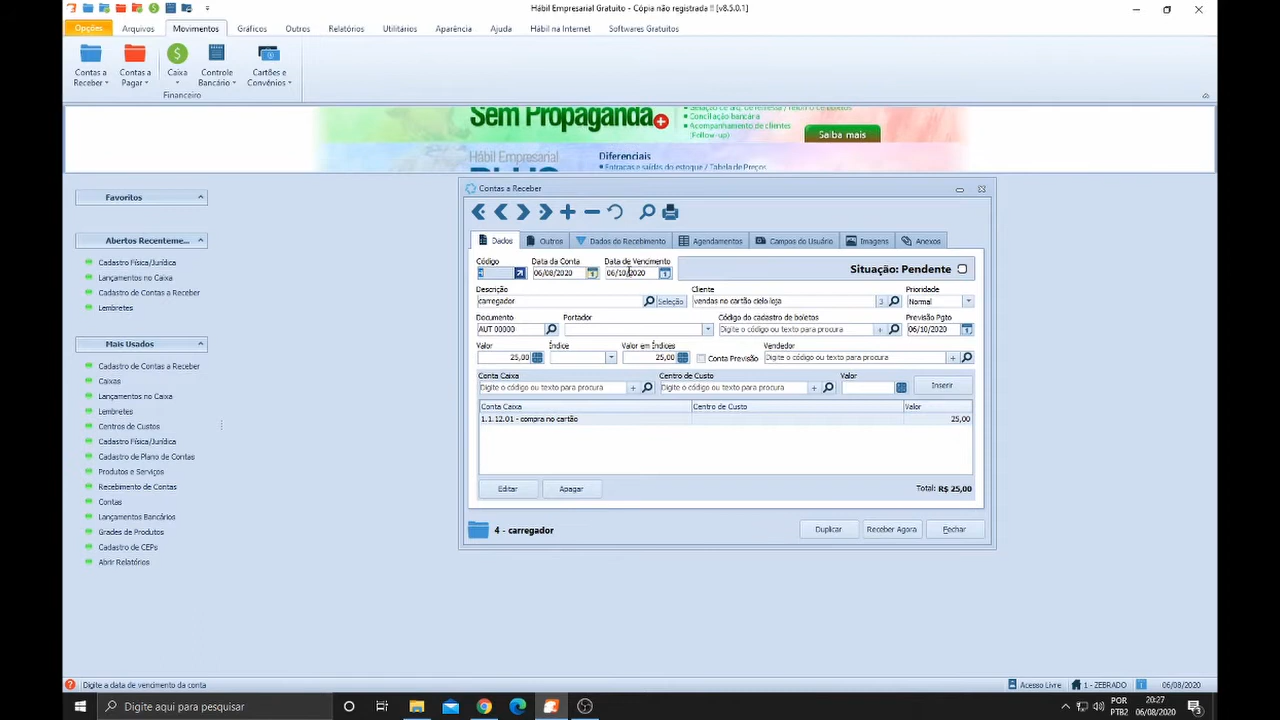 Hábil Empresarial Gratuito - Cópia não registrada !! [v8.5.0.1]
Opções Arquivos Movimentos Gráficos Outros Relatórios Utilitários Aparência Ajuda Hábil na Internet Softwares Gratuitos
Contas a Receber
Contas a Pagar
Caixa
Controle Bancário
Cartões e Convênios
Financeiro
Sem Propaganda
Conciliação bancária
Acompanhamento de clientes
(Follow-up)
Saiba mais
Hábil Empresarial
Diferenciais
Entradas e saídas do estoque / Tabela de Preços
Favoritos
Abertos Recenteme...
Cadastro Física/Jurídica
Lançamentos no Caixa
Cadastro de Contas a Receber
Lembretes
Mais Usados
Cadastro de Contas a Receber
Caixas
Lançamentos no Caixa
Lembretes
Centros de Custos
Cadastro Física/Jurídica
Cadastro de Plano de Contas
Produtos e Serviços
Recebimento de Contas
Contas
Lançamentos Bancários
Grades de Produtos
Cadastro de CEPs
Abrir Relatórios
Contas a Receber
Dados Outros Dados do Recebimento Agendamentos Campos do Usuário Imagens Anexos
Código Data da Conta Data de Vencimento
4 06/08/2020 06/10/2020 Situação: Pendente
Descrição Cliente Prioridade
carregador Seleção vendas no cartão cielo loja 3 Normal
Documento Portador Código do cadastro de boletos Previsão Pgto
AUT 00000 Digite o código ou texto para procura 06/10/2020
Valor Índice Valor em Índices Vendedor
25,00 25,00 Conta Previsão Digite o código ou texto para procura
Conta Caixa Centro de Custo Valor
Digite o código ou texto para procura Digite o código ou texto para procura Inserir
Conta Caixa Centro de Custo Valor
1.1.12.01 - compra no cartão 25,00
Editar Apagar Total: R$ 25,00
4 - carregador Duplicar Receber Agora Fechar
Digite a data de vencimento da conta Acesso Livre 1 - ZEBRADO 06/08/2020
Digite aqui para pesquisar
POR 20:27
PTB2 06/08/2020